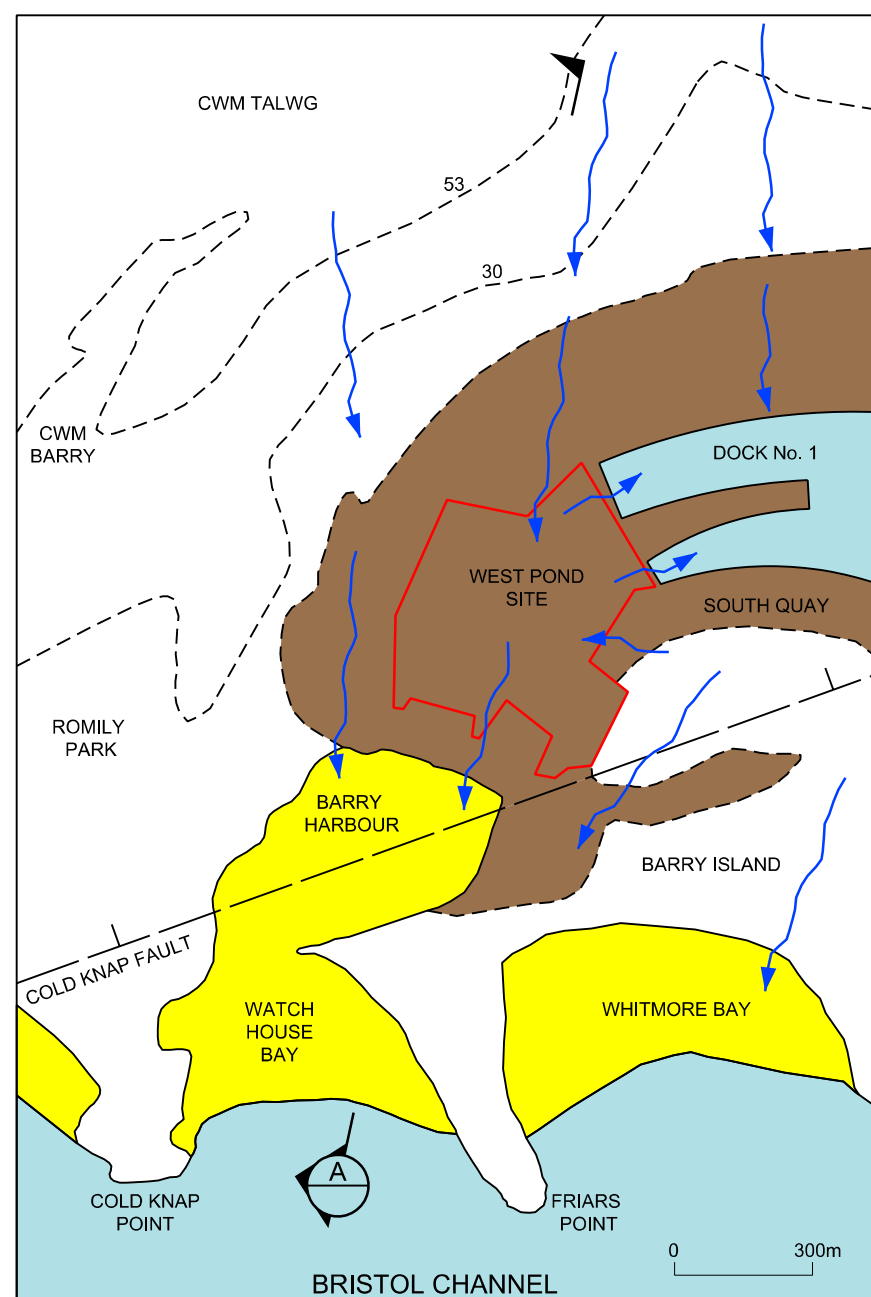 CWM TALWG
53
30
CWM
BARRY
DOCK No. 1
WEST POND
SITE
SOUTH QUAY
ROMILY
PARK
BARRY
HARBOUR
BARRY ISLAND
COLD KNAP FAULT
WATCH
HOUSE
BAY
WHITMORE BAY
A
COLD KNAP
POINT
FRIARS
POINT
0 300m
BRISTOL CHANNEL